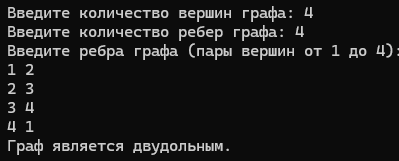 Введите количество вершин графа: 4
Введите количество ребер графа: 4
Введите ребра графа (пары вершин от 1 до 4):
1 2
2 3
3 4
4 1
Граф является двудольным.